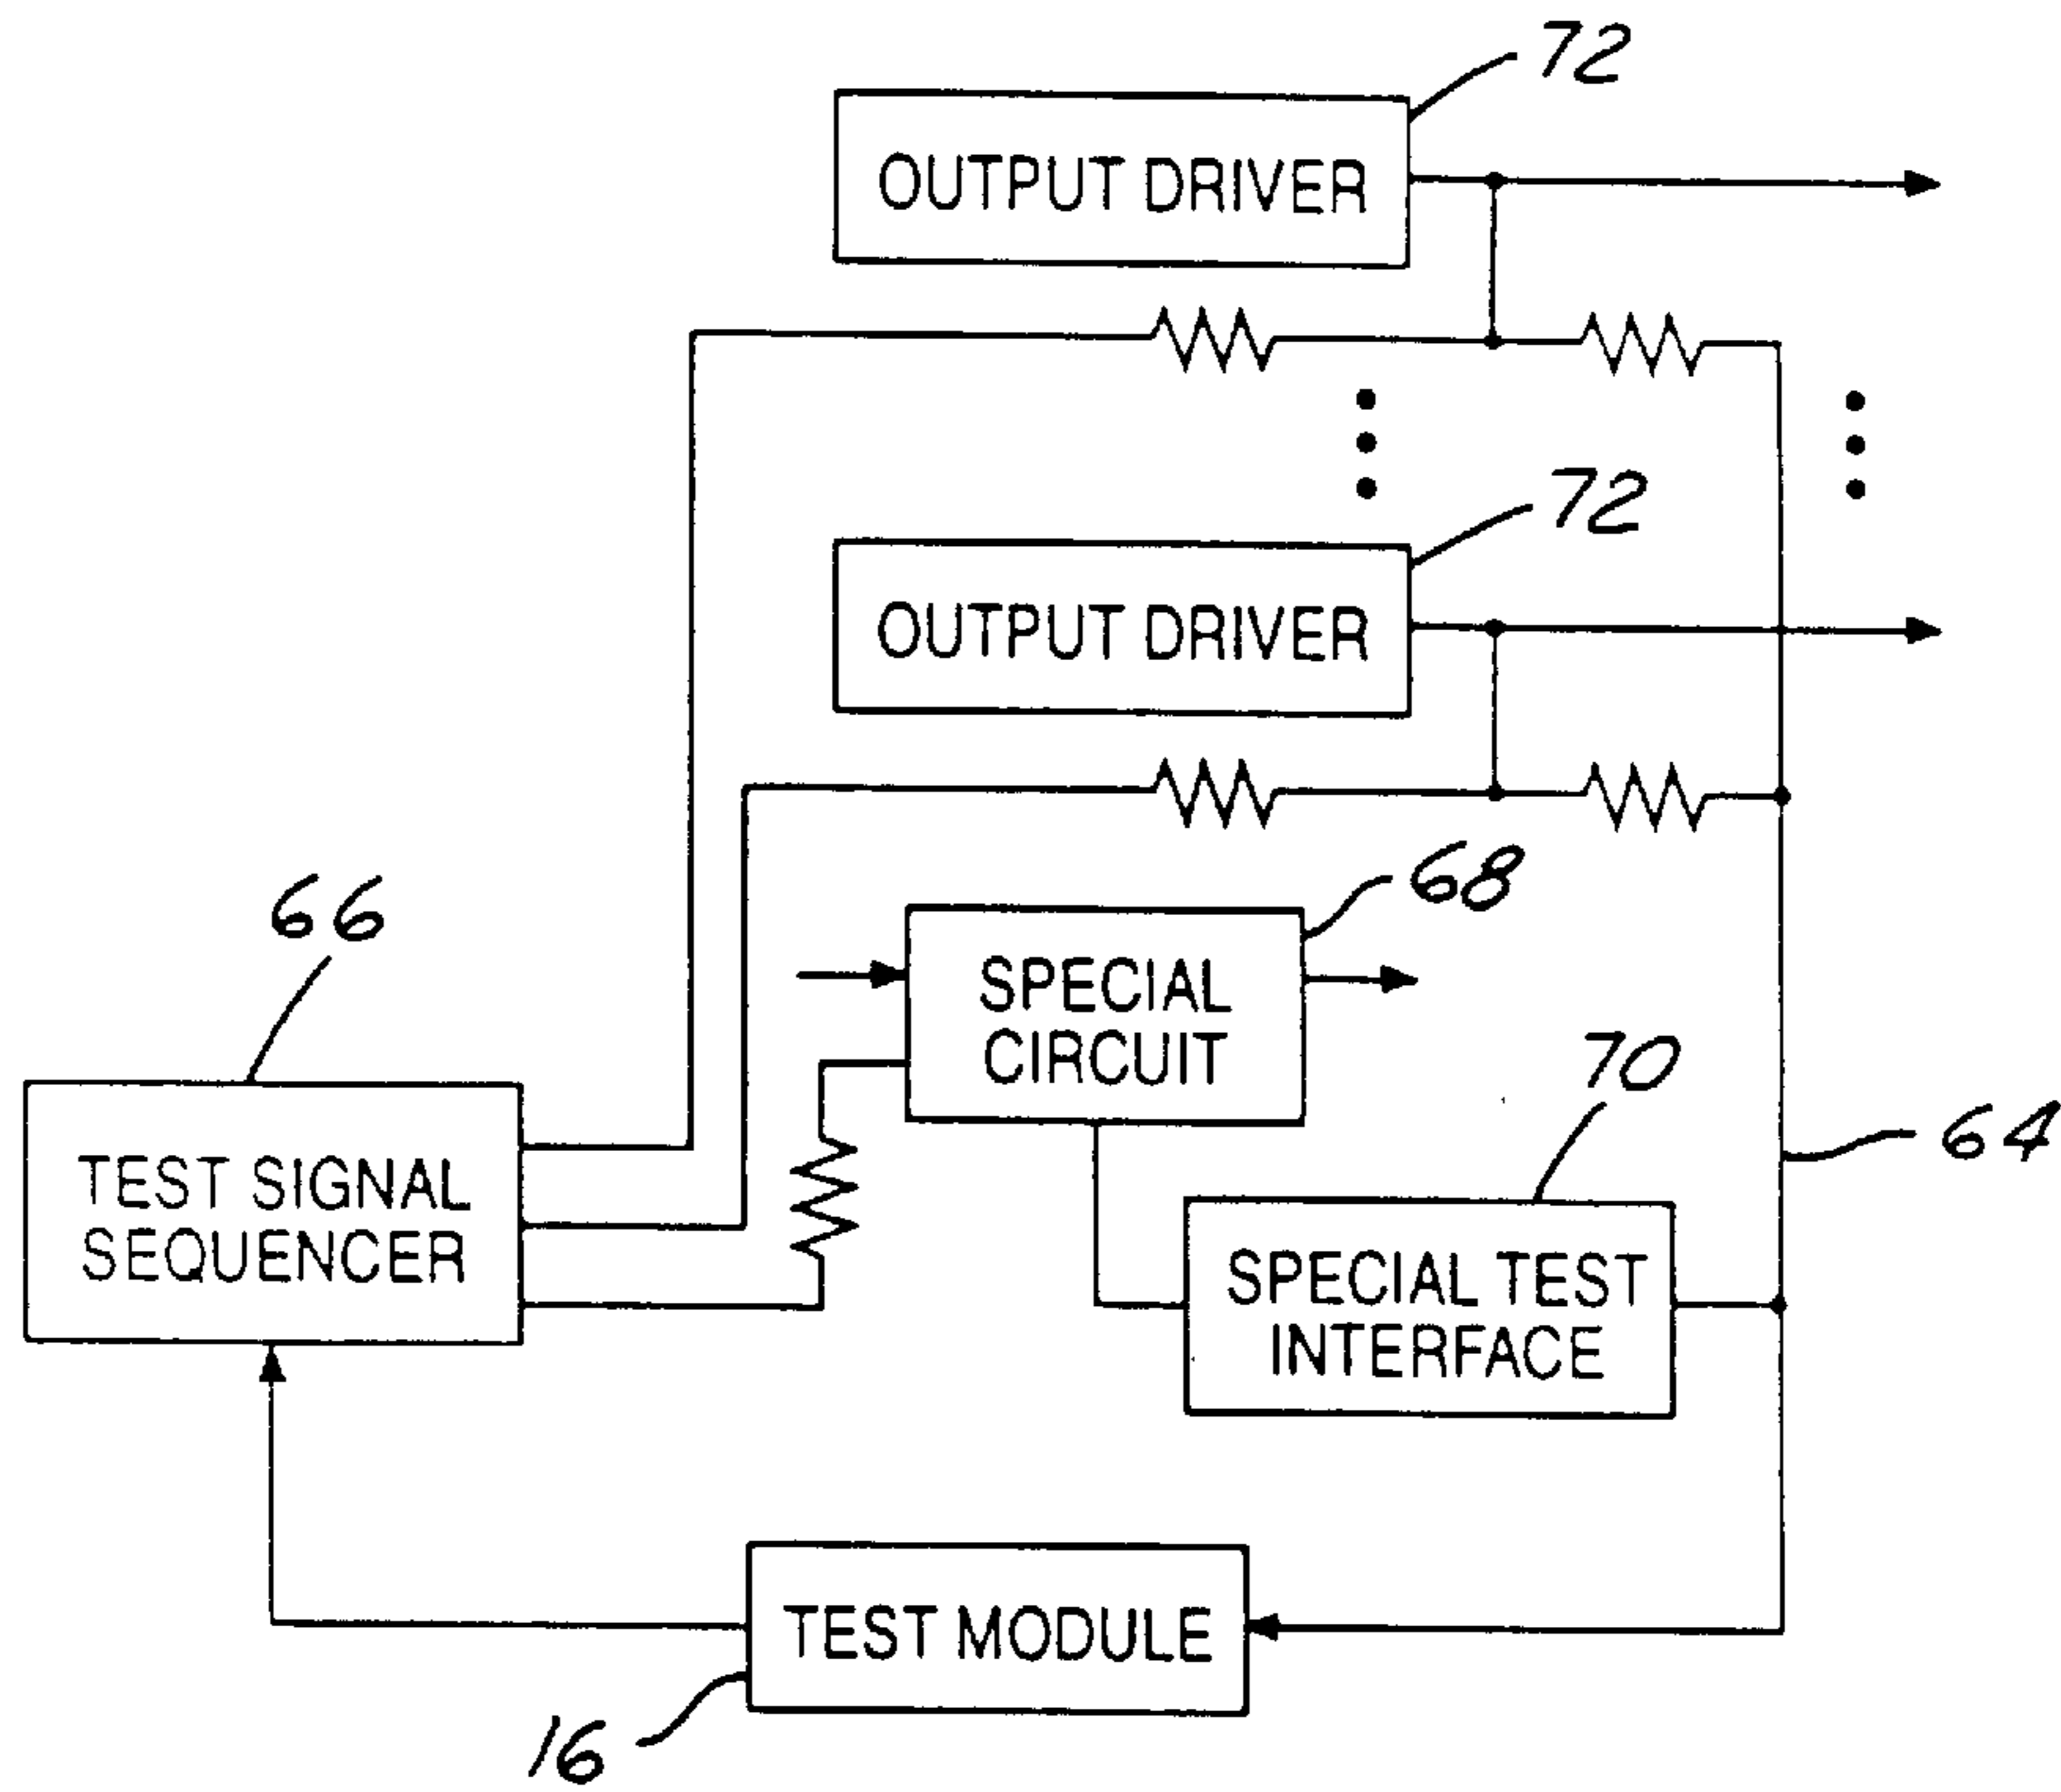 72
OUTPUT DRIVER
72
OUTPUT DRIVER
68
SPECIAL
CIRCUIT
66
70
64
TEST SIGNAL
SEQUENCER
SPECIAL TEST
INTERFACE
TEST MODULE
16